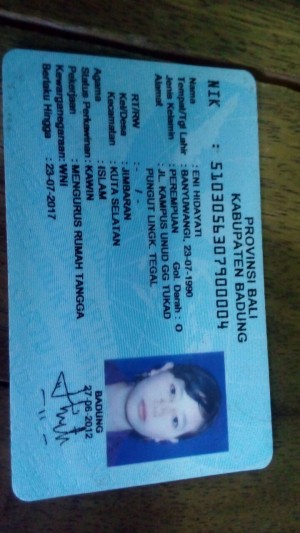 PROVINSI BALI
KABUPATEN BADUNG
NIK : 5103056307900004
Nama : ENI HIDAYATI
Tempat/Tgl Lahir : BANYUWANGI, 23-07-1990
Jenis Kelamin : PEREMPUAN Gol. Darah : O
Alamat : JL. KAMPUS UNUD GG TUKAD
PUNGUT LINGK. TEGAL
RT/RW : - / -
Kel/Desa : JIMBARAN
Kecamatan : KUTA SELATAN
Agama : ISLAM
Status Perkawinan : KAWIN
Pekerjaan : MENGURUS RUMAH TANGGA
Kewarganegaraan: WNI
Berlaku Hingga : 23-07-2017
BADUNG
27-06-2012